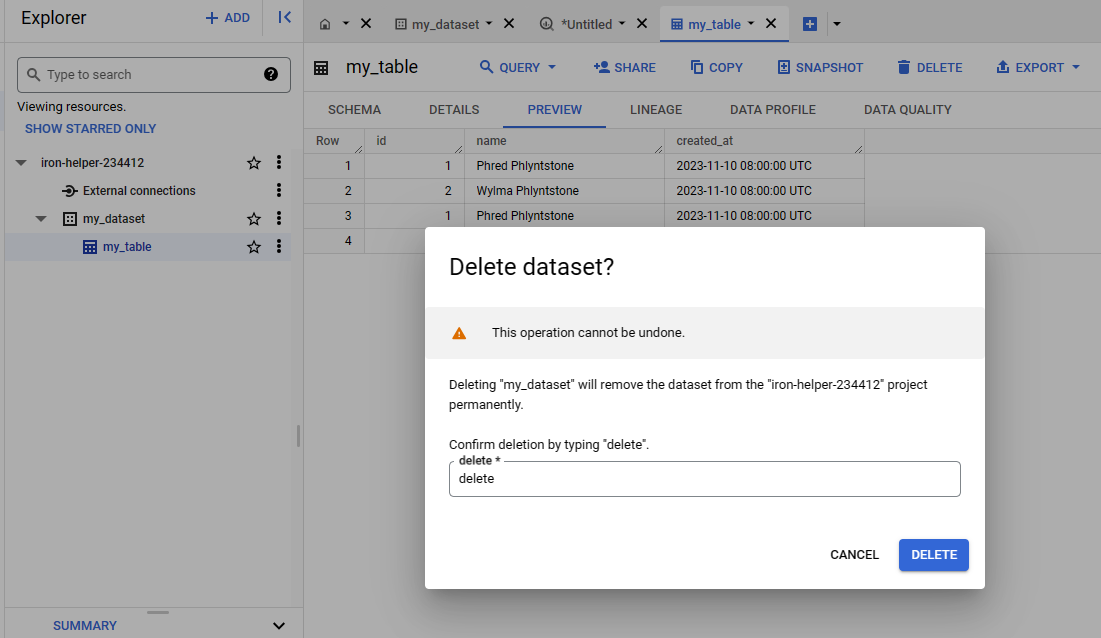 Explorer
+ ADD
my_dataset
*Untitled
my_table
Type to search
?
Viewing resources.
SHOW STARRED ONLY
iron-helper-234412
External connections
my_dataset
my_table
SUMMARY
my_table
QUERY
SHARE
COPY
SNAPSHOT
DELETE
EXPORT
SCHEMA
DETAILS
PREVIEW
LINEAGE
DATA PROFILE
DATA QUALITY
Row id name created_at
1 1 Phred Phlyntstone 2023-11-10 08:00:00 UTC
2 2 Wylma Phlyntstone 2023-11-10 08:00:00 UTC
3 1 Phred Phlyntstone 2023-11-10 08:00:00 UTC
4
Delete dataset?
This operation cannot be undone.
Deleting "my_dataset" will remove the dataset from the "iron-helper-234412" project
permanently.
Confirm deletion by typing "delete".
delete *
delete
CANCEL
DELETE